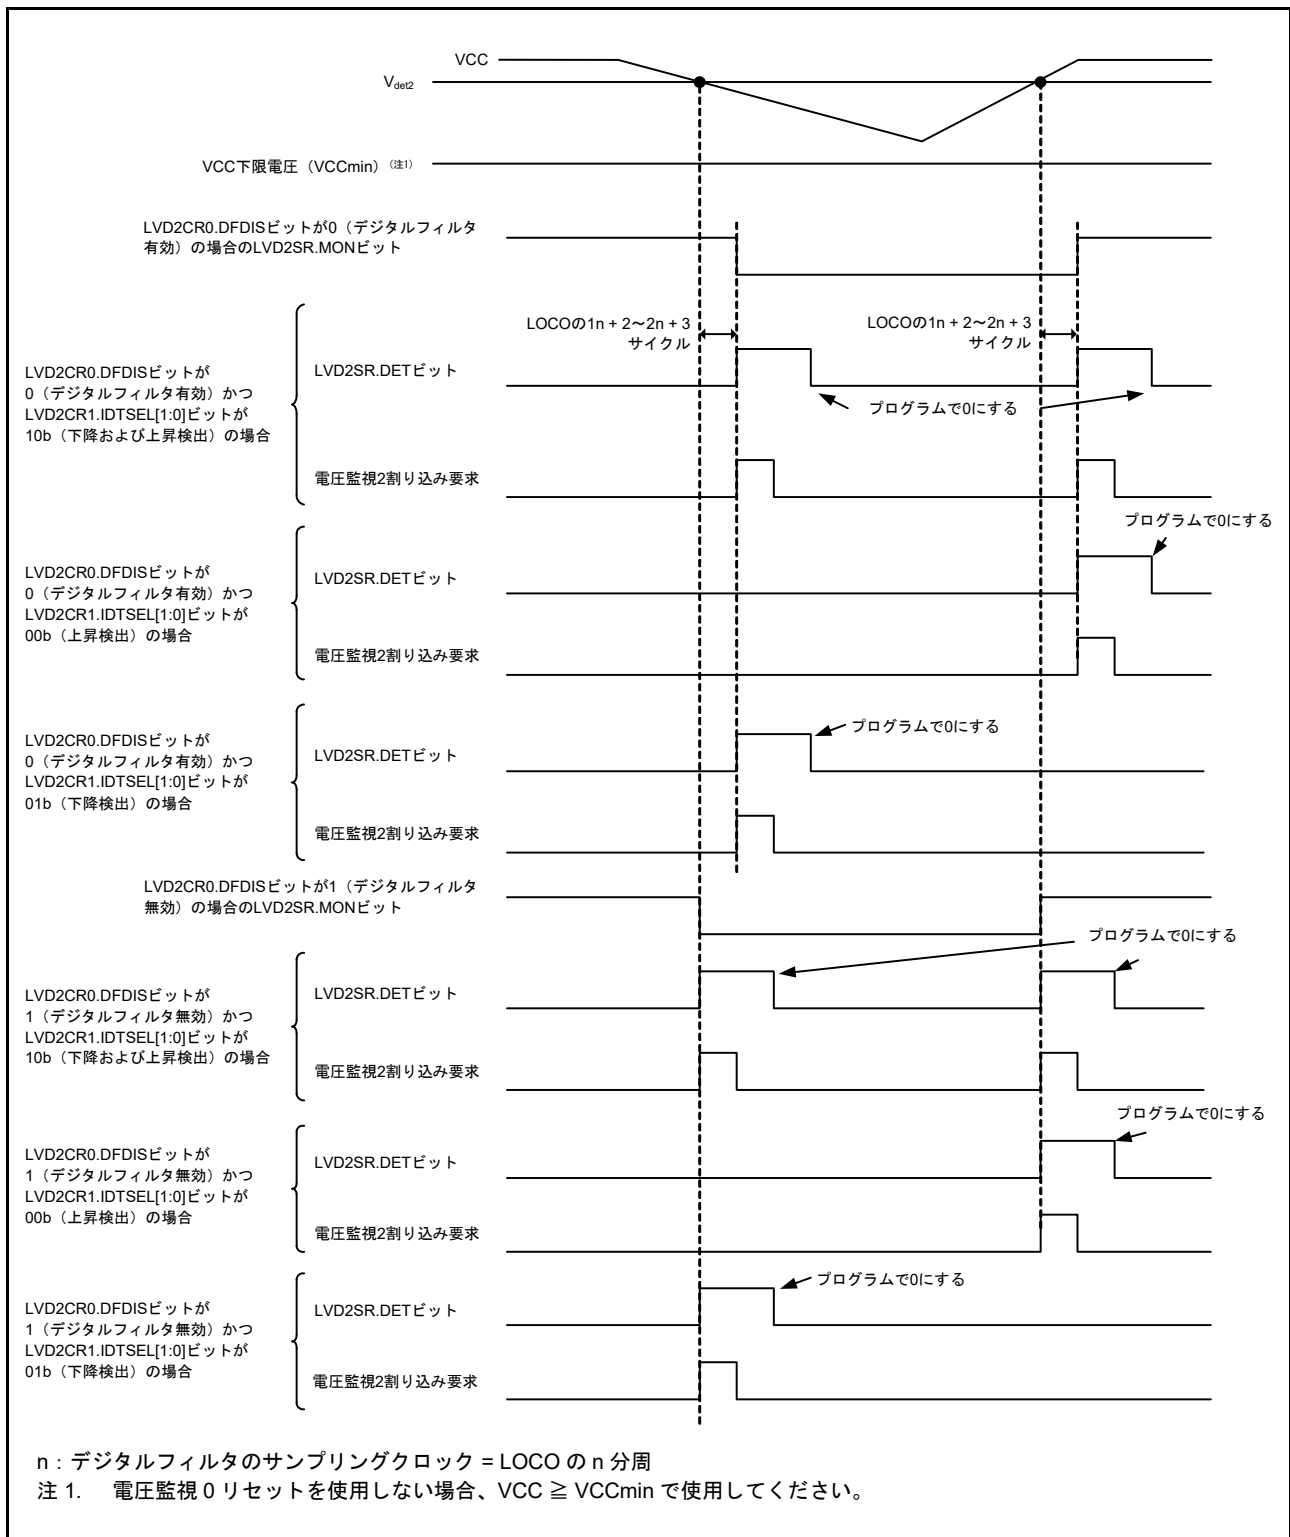 VCC
Vdet2
VCC下限電圧（VCCmin）(注1)
LVD2CR0.DFDISビットが0（デジタルフィルタ
有効）の場合のLVD2SR.MONビット
LOCOの1n + 2～2n + 3
サイクル
LOCOの1n + 2～2n + 3
サイクル
LVD2CR0.DFDISビットが
0（デジタルフィルタ有効）かつ
LVD2CR1.IDTSEL[1:0]ビットが
10b（下降および上昇検出）の場合
LVD2SR.DETビット
プログラムで0にする
電圧監視2割り込み要求
プログラムで0にする
LVD2CR0.DFDISビットが
0（デジタルフィルタ有効）かつ
LVD2CR1.IDTSEL[1:0]ビットが
00b（上昇検出）の場合
LVD2SR.DETビット
電圧監視2割り込み要求
LVD2CR0.DFDISビットが
0（デジタルフィルタ有効）かつ
LVD2CR1.IDTSEL[1:0]ビットが
01b（下降検出）の場合
LVD2SR.DETビット
プログラムで0にする
電圧監視2割り込み要求
LVD2CR0.DFDISビットが1（デジタルフィルタ
無効）の場合のLVD2SR.MONビット
プログラムで0にする
LVD2CR0.DFDISビットが
1（デジタルフィルタ無効）かつ
LVD2CR1.IDTSEL[1:0]ビットが
10b（下降および上昇検出）の場合
LVD2SR.DETビット
電圧監視2割り込み要求
プログラムで0にする
LVD2CR0.DFDISビットが
1（デジタルフィルタ無効）かつ
LVD2CR1.IDTSEL[1:0]ビットが
00b（上昇検出）の場合
LVD2SR.DETビット
電圧監視2割り込み要求
LVD2CR0.DFDISビットが
1（デジタルフィルタ無効）かつ
LVD2CR1.IDTSEL[1:0]ビットが
01b（下降検出）の場合
LVD2SR.DETビット
プログラムで0にする
電圧監視2割り込み要求
n：デジタルフィルタのサンプリングクロック = LOCO の n 分周
注 1. 電圧監視 0 リセットを使用しない場合、VCC ≧ VCCmin で使用してください。